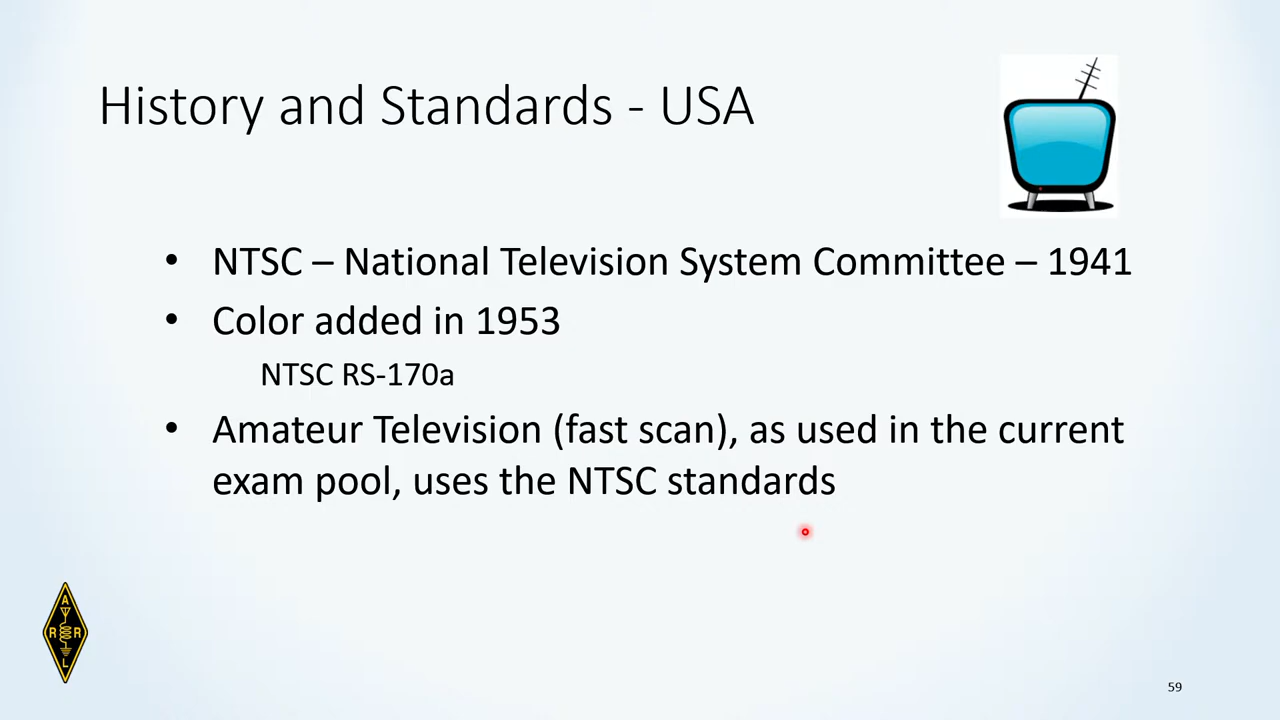 History and Standards - USA
• NTSC – National Television System Committee – 1941
• Color added in 1953
NTSC RS-170a
• Amateur Television (fast scan), as used in the current
exam pool, uses the NTSC standards
A
R R
L
59